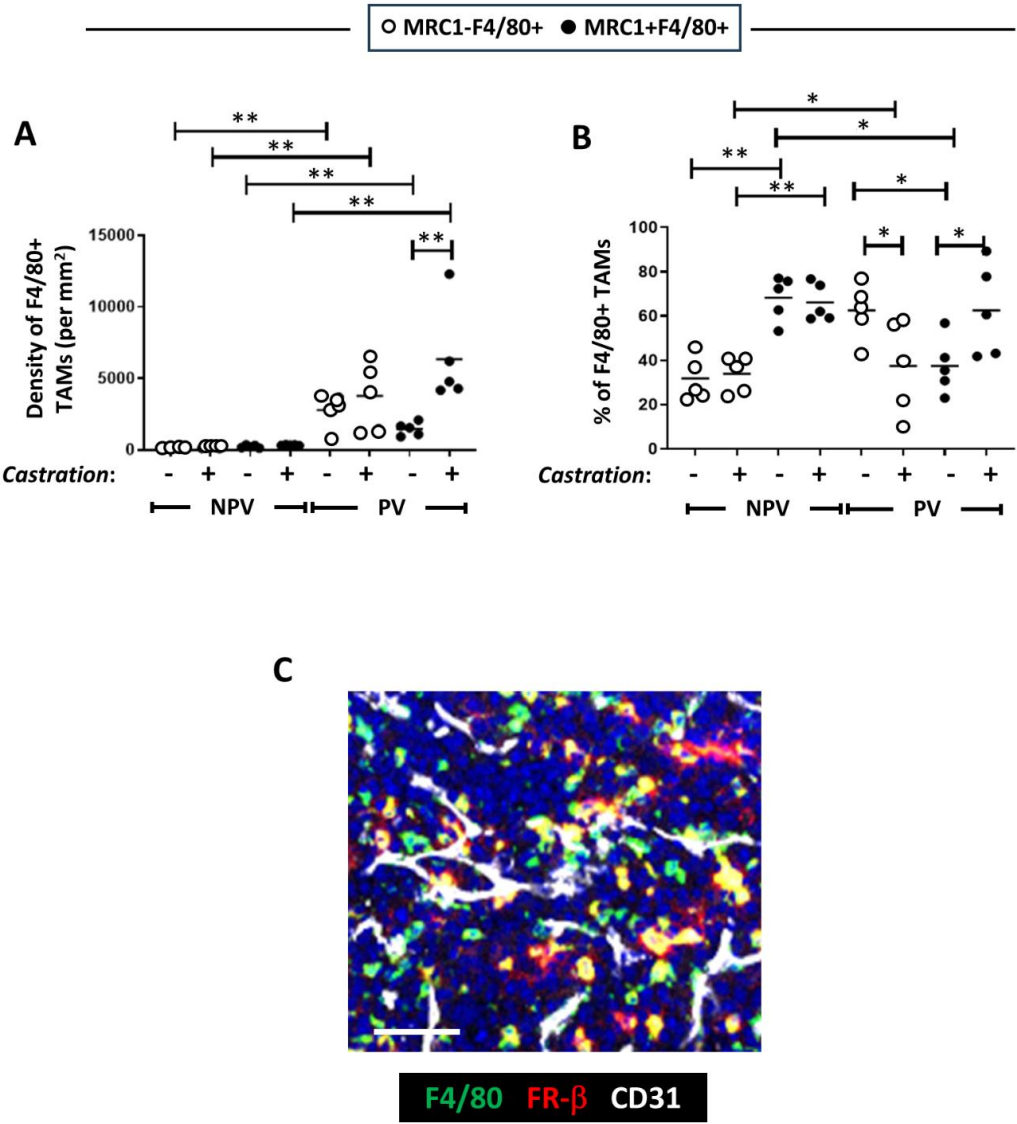 MRC1-F4/80+ MRC1+F4/80+
A
** ** ** ** **
Density of F4/80+
TAMs (per mm²)
15000
10000
5000
0
Castration: - + - + - + - +
NPV PV
B
* * ** ** * * *
% of F4/80+ TAMs
100
80
60
40
20
0
Castration: - + - + - + - +
NPV PV
C
F4/80 FR-β CD31